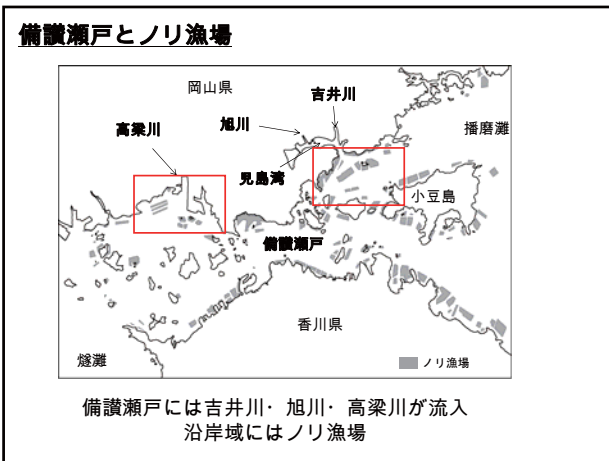 備讃瀬戸とノリ漁場
岡山県
吉井川
旭川
高梁川
播磨灘
児島湾
小豆島
備讃瀬戸
香川県
燧灘
ノリ漁場
備讃瀬戸には吉井川・旭川・高梁川が流入
沿岸域にはノリ漁場